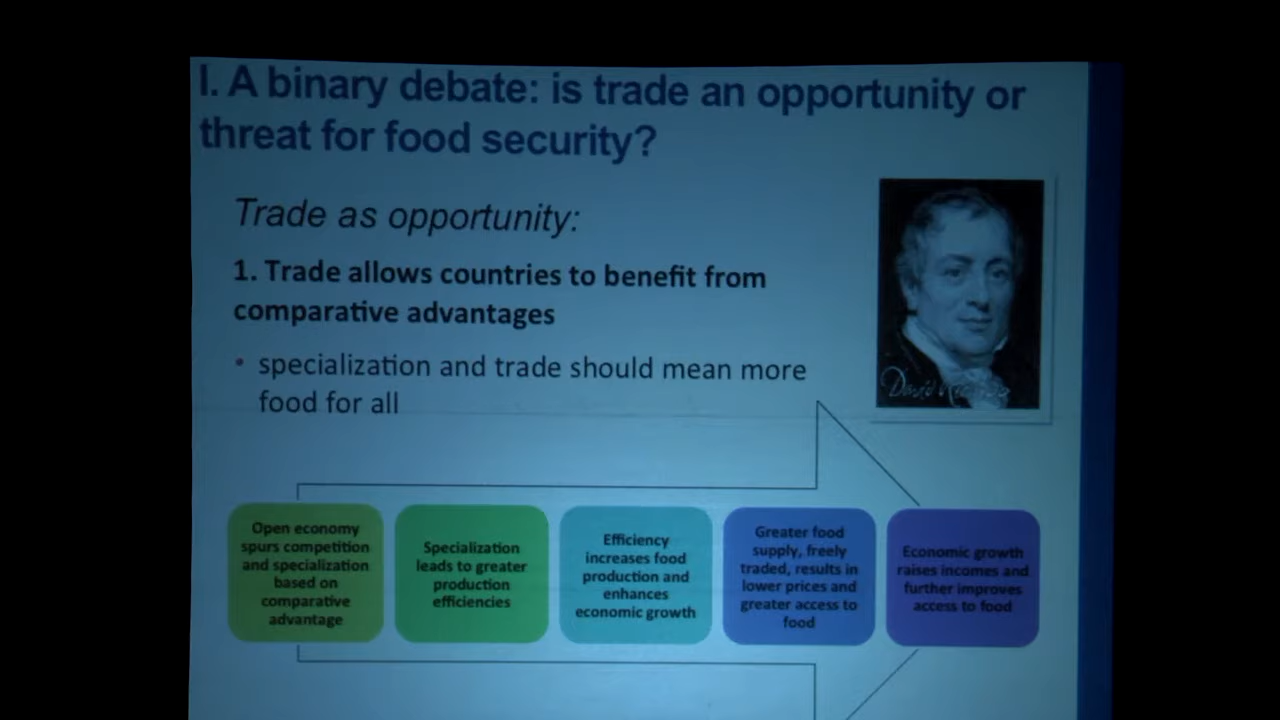 I. A binary debate: is trade an opportunity or
threat for food security?
Trade as opportunity:
1. Trade allows countries to benefit from
comparative advantages
• specialization and trade should mean more
food for all
David
Open economy
spurs competition
and specialization
based on
comparative
advantage
Specialization
leads to greater
production
efficiencies
Efficiency
increases food
production and
enhances
economic growth
Greater food
supply, freely
traded, results in
lower prices and
greater access to
food
Economic growth
raises incomes and
further improves
access to food